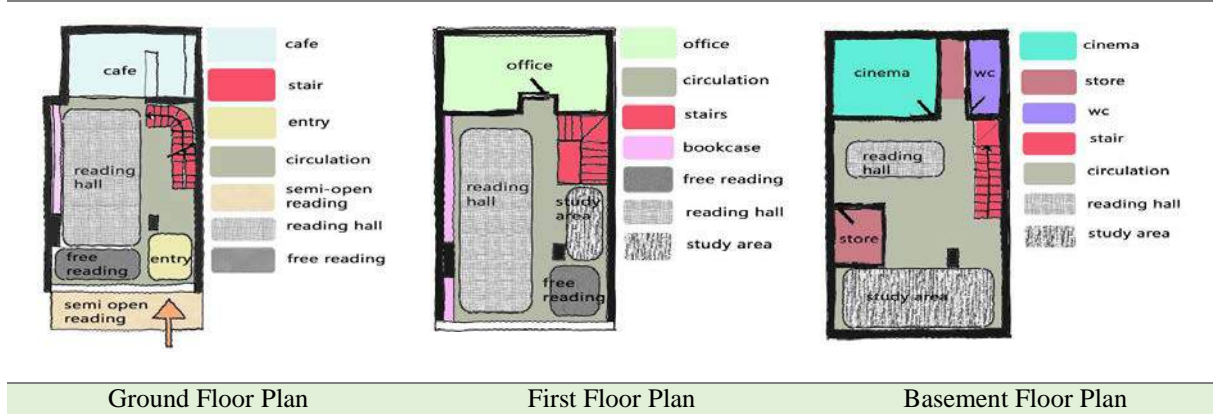 cafe
reading
hall
free
reading
entry
semi open
reading
cafe
stair
entry
circulation
semi-open
reading
reading hall
free reading
office
reading
hall
study
area
free
reading
office
circulation
stairs
bookcase
free reading
reading hall
study area
cinema
wc
reading
hall
store
study area
cinema
store
wc
stair
circulation
reading hall
study area
Ground Floor Plan
First Floor Plan
Basement Floor Plan